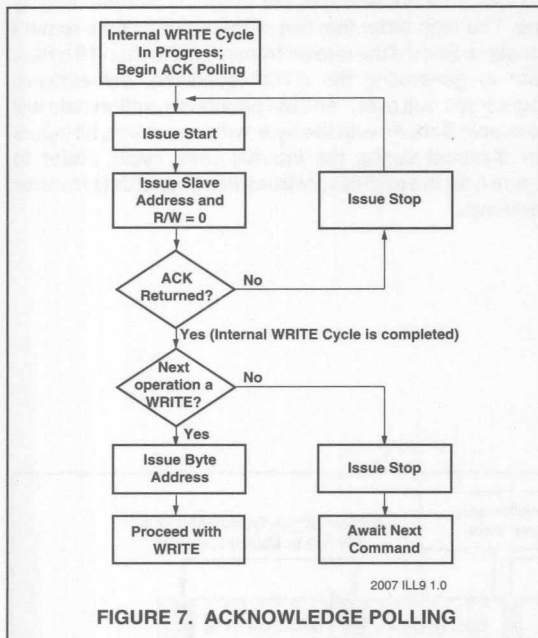 Internal WRITE Cycle
In Progress;
Begin ACK Polling
Issue Start
Issue Slave
Address and
R/W = 0
Issue Stop
ACK
Returned?
No
Yes (Internal WRITE Cycle is completed)
Next
operation a
WRITE?
No
Yes
Issue Byte
Address
Issue Stop
Proceed with
WRITE
Await Next
Command
2007 ILL9 1.0
FIGURE 7. ACKNOWLEDGE POLLING